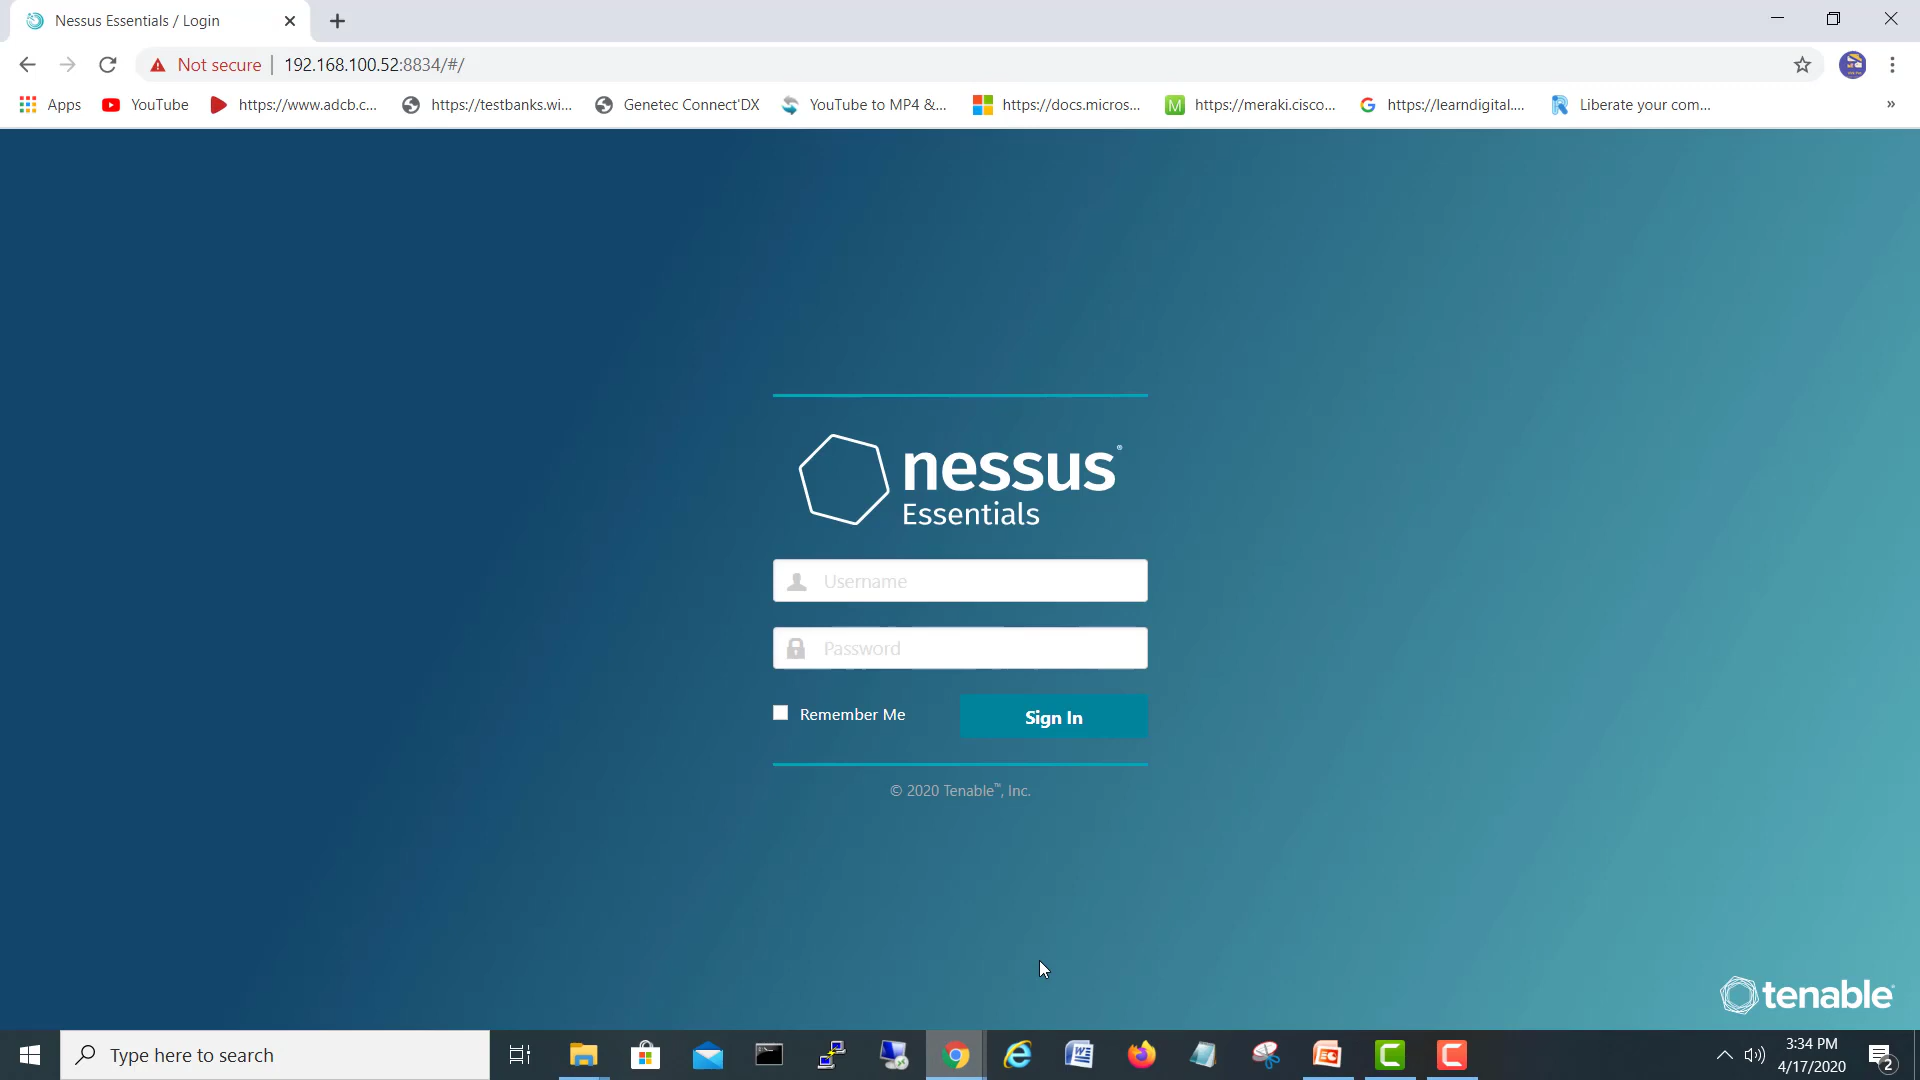 Nessus Essentials / Login
Not secure | 192.168.100.52:8834/#/
Apps YouTube https://www.adcb.c... https://testbanks.wi... Genetec Connect'DX YouTube to MP4 &... https://docs.micros... M https://meraki.cisco... https://learndigital.... Liberate your com... »
nessus®
Essentials
Username
Password
Remember Me
Sign In
© 2020 Tenable™, Inc.
tenable
Type here to search
3:34 PM
4/17/2020
2